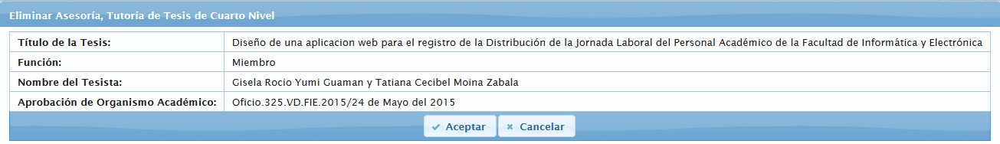 Eliminar Asesoría, Tutoría de Tesis de Cuarto Nivel
Título de la Tesis: Diseño de una aplicacion web para el registro de la Distribución de la Jornada Laboral del Personal Académico de la Facultad de Informática y Electrónica
Función: Miembro
Nombre del Tesista: Gisela Rocio Yumi Guaman y Tatiana Cecibel Moina Zabala
Aprobación de Organismo Académico: Oficio.325.VD.FIE.2015/24 de Mayo del 2015
Aceptar Cancelar